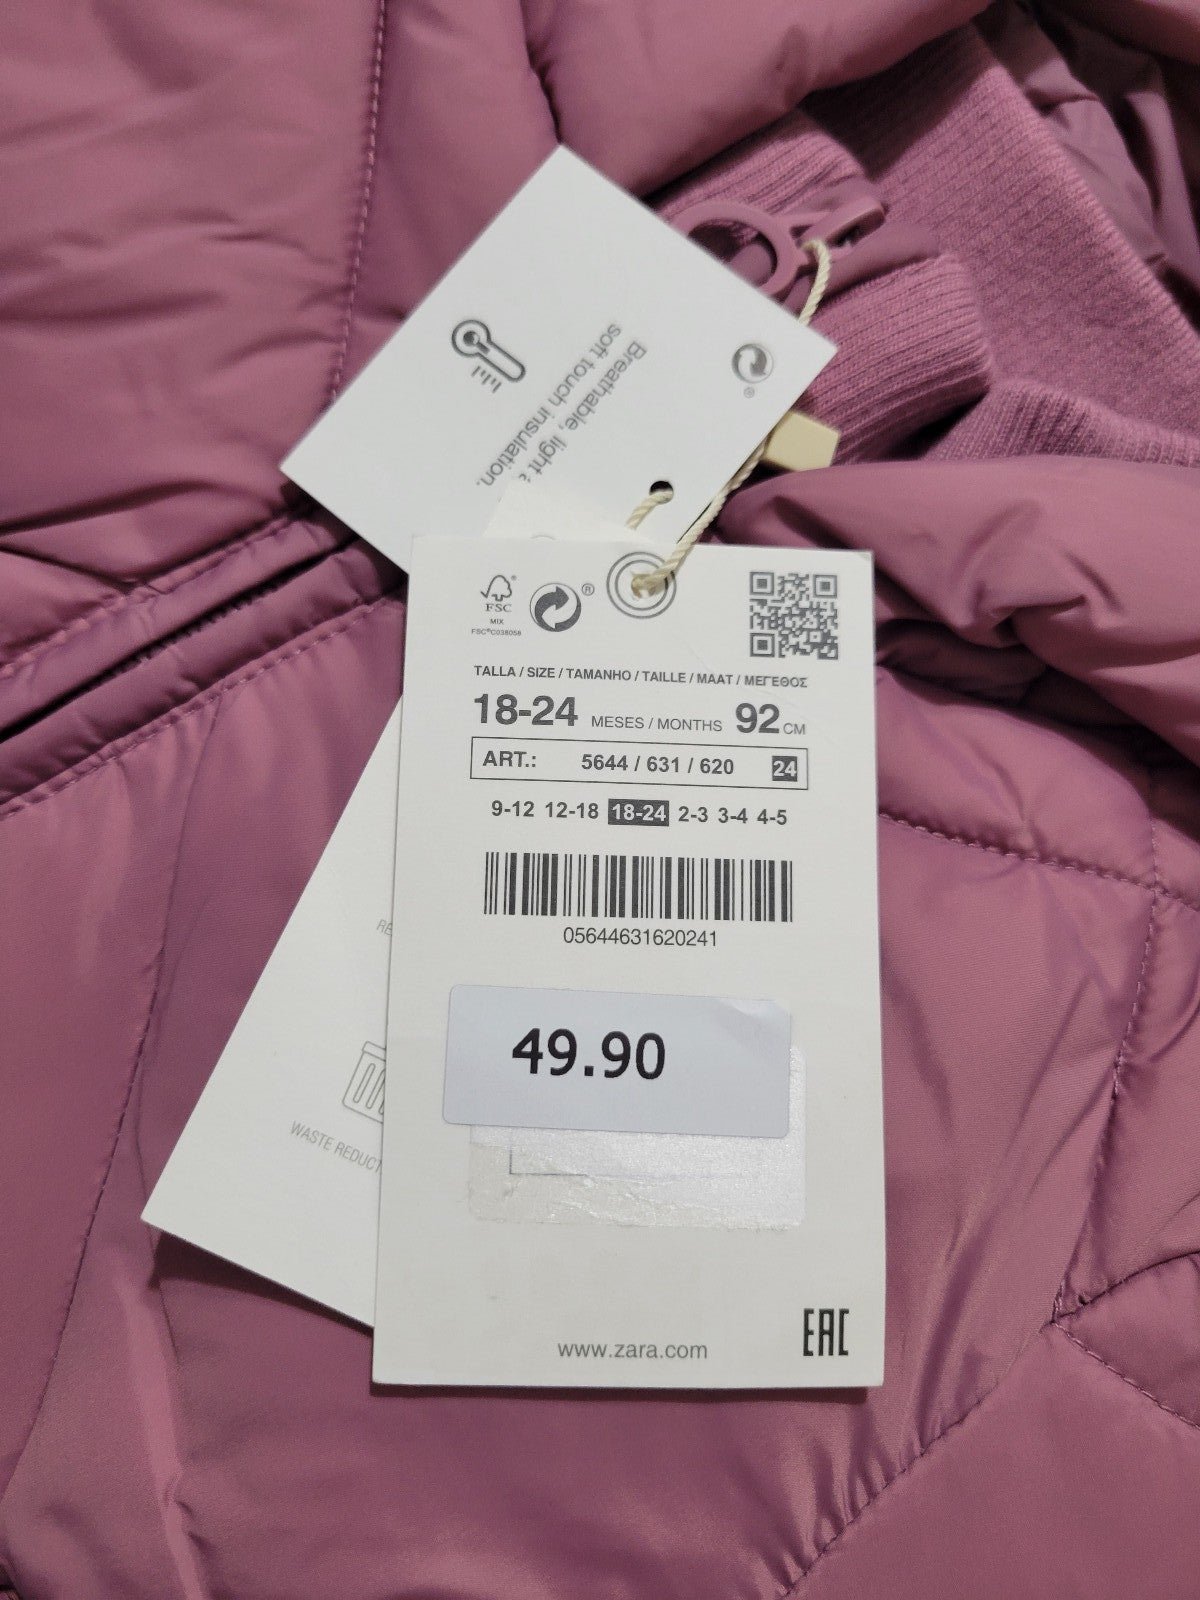 Breathable, light
soft touch insulation.
®
FSC®
MIX
FSC®C038058
®
TALLA / SIZE / TAMANHO / TAILLE / MAAT / ΜΕΓΕΘΟΣ
18-24 MESES / MONTHS 92 CM
ART.: 5644 / 631 / 620 24
9-12 12-18 18-24 2-3 3-4 4-5
05644631620241
49.90
WASTE
www.zara.com
EAC